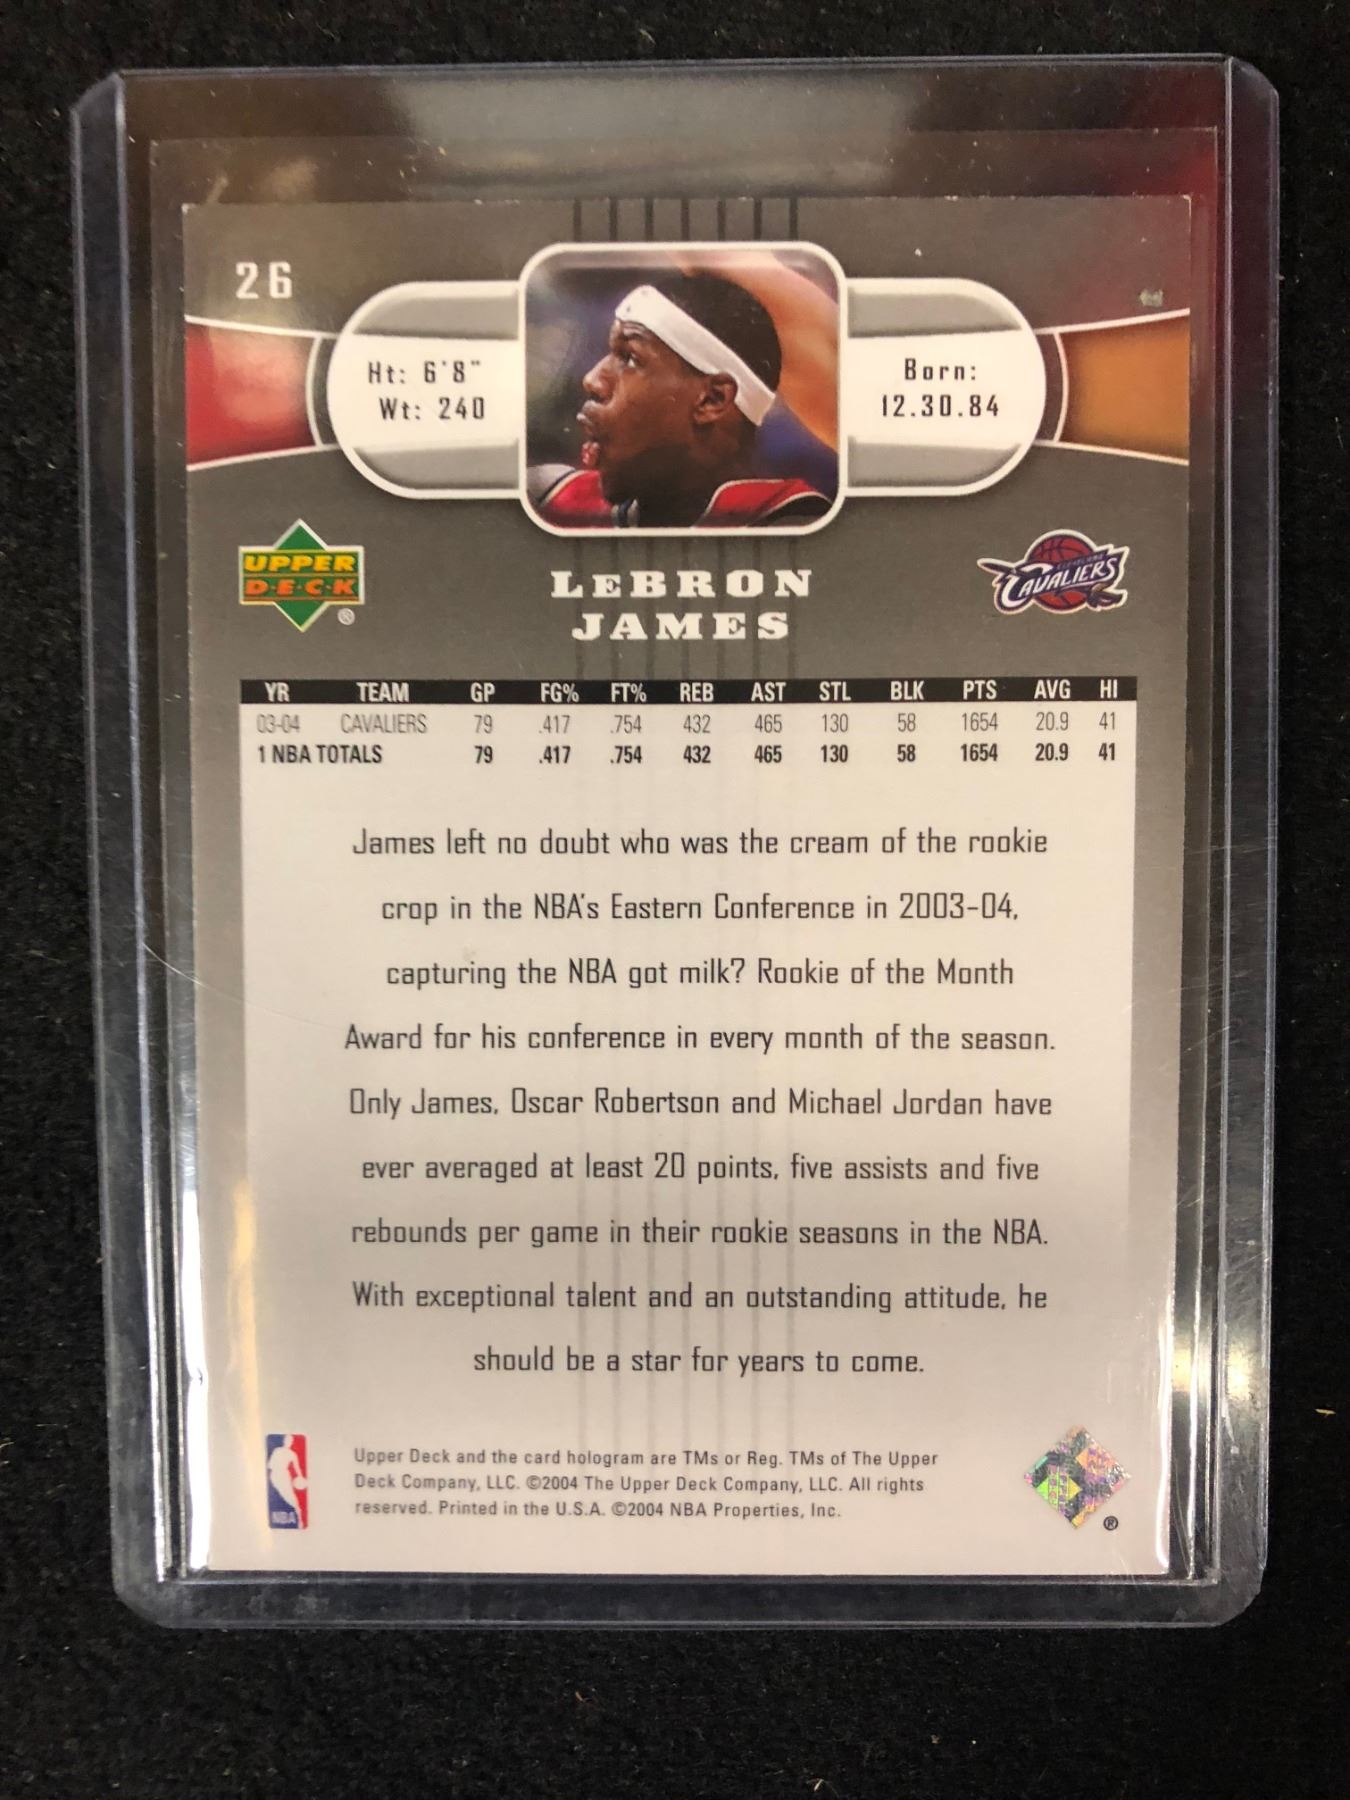 26
Ht: 6'8"
Wt: 240
Born:
12.30.84
UPPER
D·E·C·K
®
LeBRON
JAMES
CAVALIERS
YR TEAM GP FG% FT% REB AST STL BLK PTS AVG HI
03-04 CAVALIERS 79 .417 .754 432 465 130 58 1654 20.9 41
1 NBA TOTALS 79 .417 .754 432 465 130 58 1654 20.9 41
James left no doubt who was the cream of the rookie
crop in the NBA's Eastern Conference in 2003-04,
capturing the NBA got milk? Rookie of the Month
Award for his conference in every month of the season.
Only James, Oscar Robertson and Michael Jordan have
ever averaged at least 20 points, five assists and five
rebounds per game in their rookie seasons in the NBA.
With exceptional talent and an outstanding attitude, he
should be a star for years to come.
NBA
Upper Deck and the card hologram are TMs or Reg. TMs of The Upper
Deck Company, LLC. ©2004 The Upper Deck Company, LLC. All rights
reserved. Printed in the U.S.A. ©2004 NBA Properties, Inc.
®